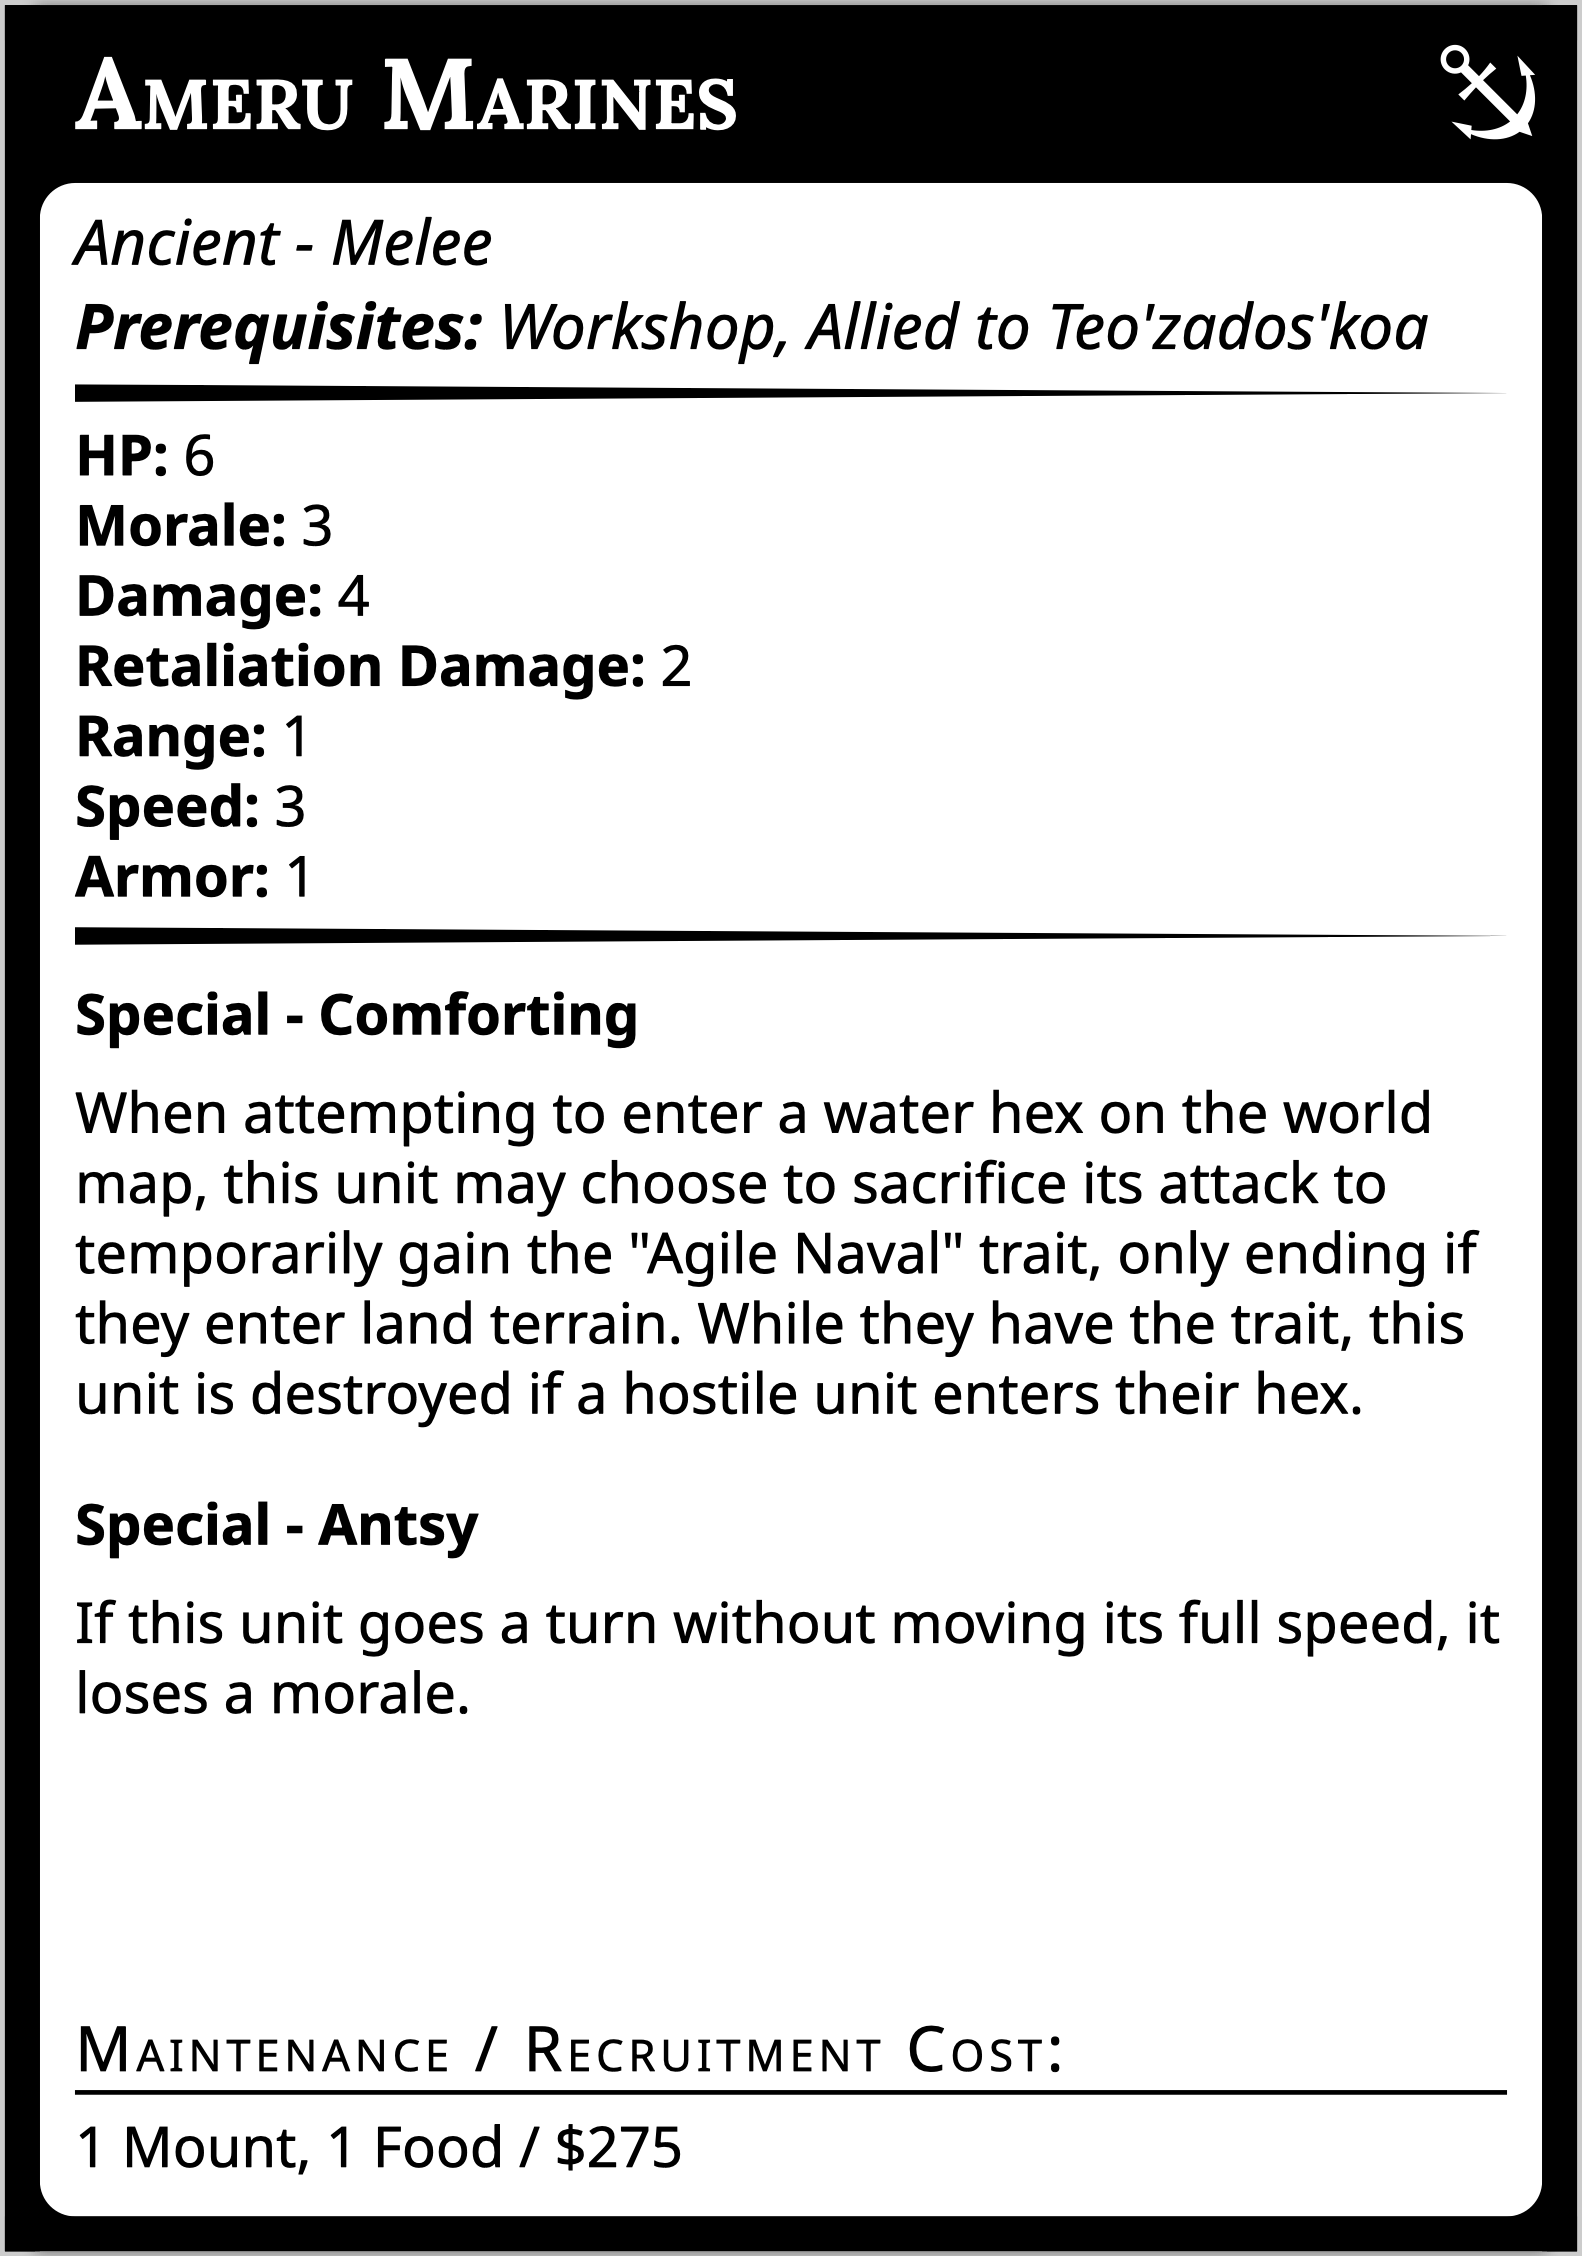 Ameru Marines
Ancient - Melee
Prerequisites: Workshop, Allied to Teo'zados'koa
HP: 6
Morale: 3
Damage: 4
Retaliation Damage: 2
Range: 1
Speed: 3
Armor: 1
Special - Comforting
When attempting to enter a water hex on the world
map, this unit may choose to sacrifice its attack to
temporarily gain the "Agile Naval" trait, only ending if
they enter land terrain. While they have the trait, this
unit is destroyed if a hostile unit enters their hex.
Special - Antsy
If this unit goes a turn without moving its full speed, it
loses a morale.
Maintenance / Recruitment Cost:
1 Mount, 1 Food / $275